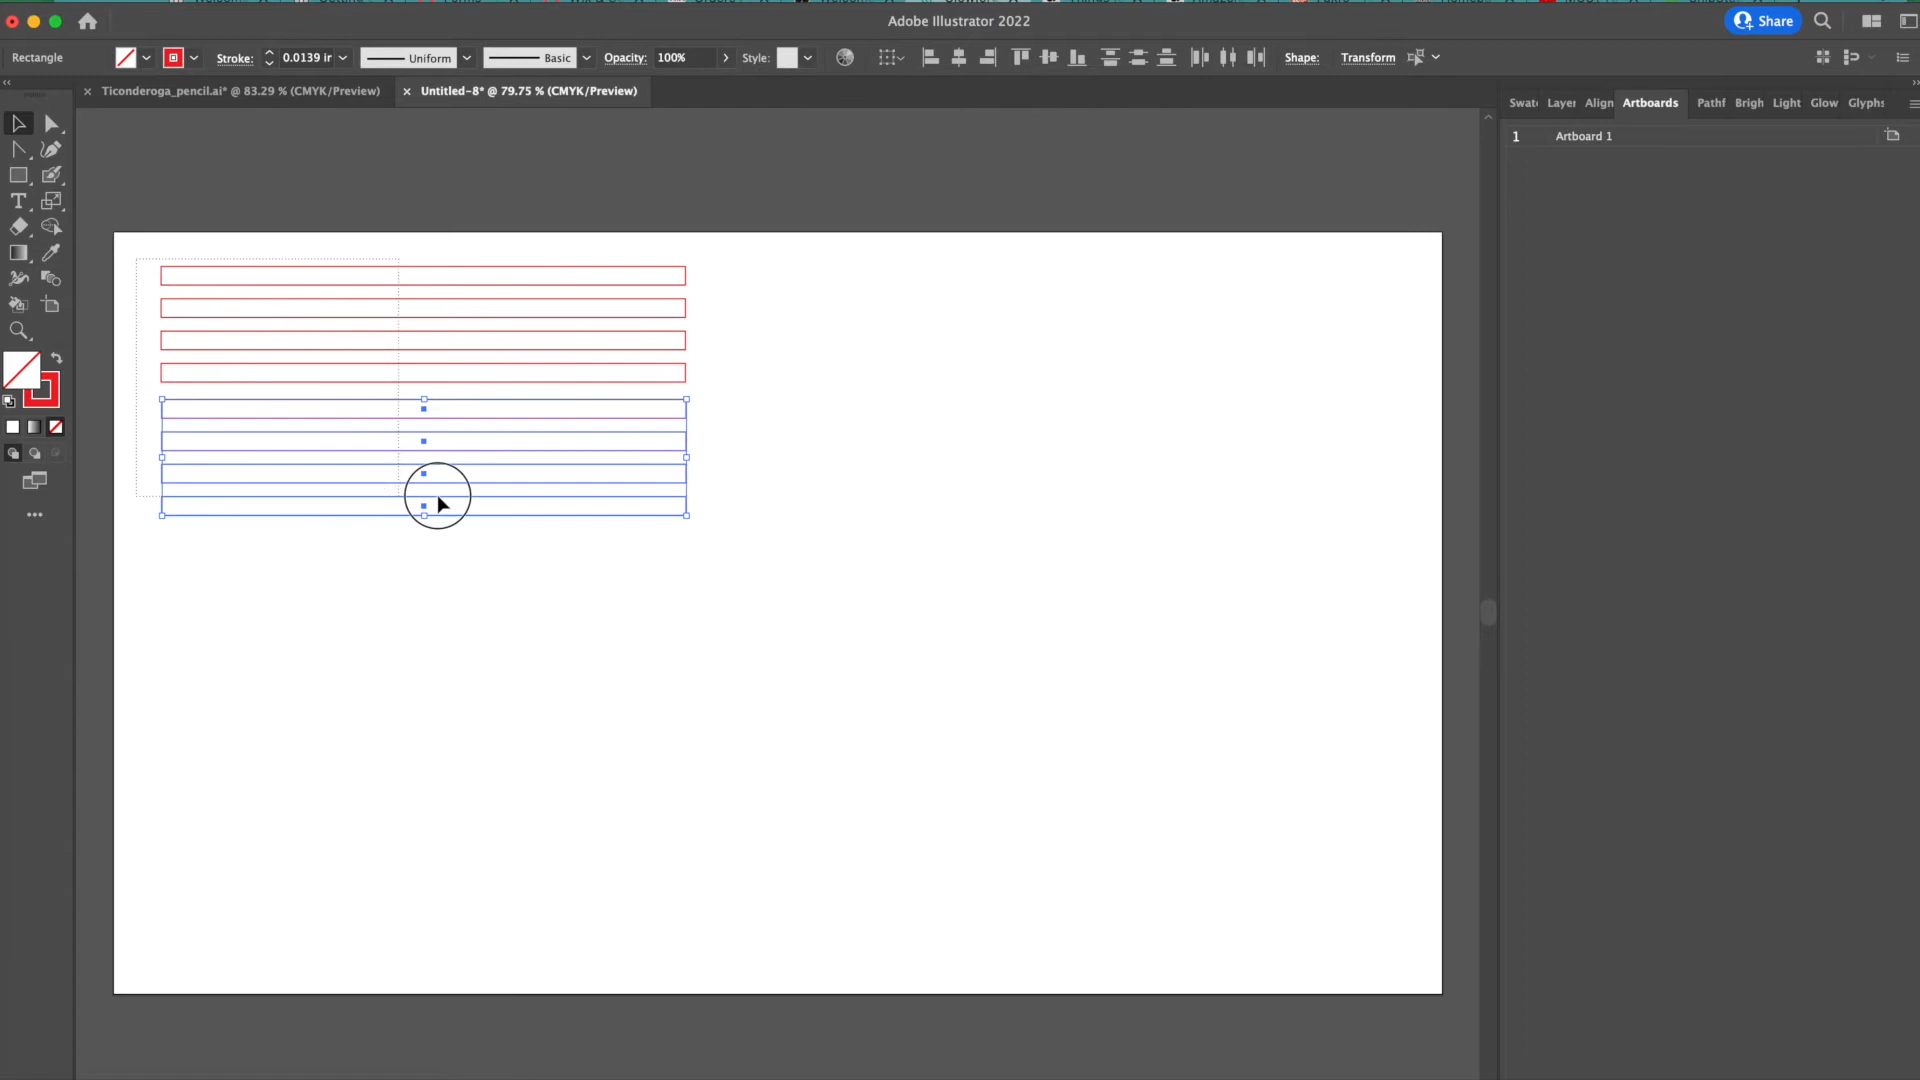 Adobe Illustrator 2022
Share
Rectangle
Stroke:
0.0139 ir
Uniform
Basic
Opacity:
100%
Style:
Shape:
Transform
Ticonderoga_pencil.ai* @ 83.29 % (CMYK/Preview)
Untitled-8* @ 79.75 % (CMYK/Preview)
Swat
Layer
Align
Artboards
Pathf
Brigh
Light
Glow
Glyphs
1
Artboard 1